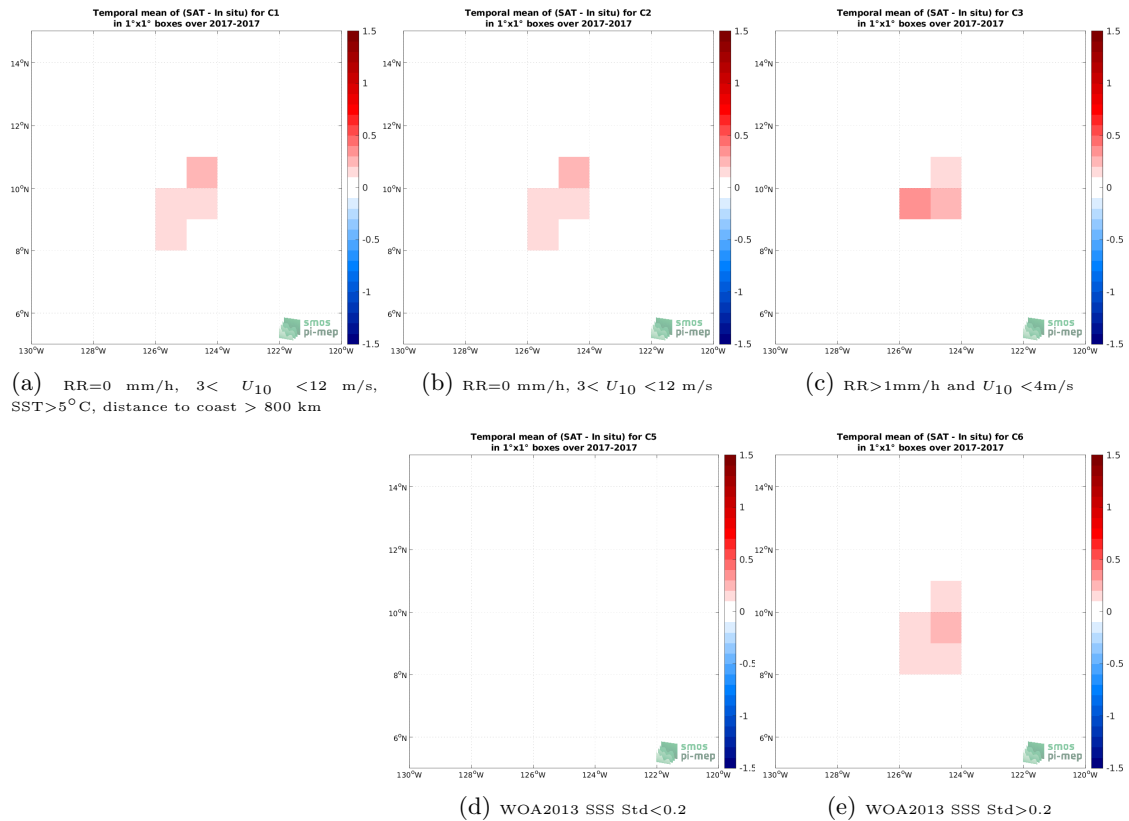 Temporal mean of (SAT - In situ) for C1
in 1°x1° boxes over 2017-2017
14°N
12°N
10°N
8°N
6°N
130°W
128°W
126°W
124°W
122°W
120°W
1.5
1
0.5
0
-0.5
-1
-1.5
smos
pi-mep
(a) RR=0 mm/h, 3< U10 <12 m/s,
SST>5°C, distance to coast > 800 km
Temporal mean of (SAT - In situ) for C2
in 1°x1° boxes over 2017-2017
14°N
12°N
10°N
8°N
6°N
130°W
128°W
126°W
124°W
122°W
120°W
1.5
1
0.5
0
-0.5
-1
-1.5
smos
pi-mep
(b) RR=0 mm/h, 3< U10 <12 m/s
Temporal mean of (SAT - In situ) for C3
in 1°x1° boxes over 2017-2017
14°N
12°N
10°N
8°N
6°N
130°W
128°W
126°W
124°W
122°W
120°W
1.5
1
0.5
0
-0.5
-1
-1.5
smos
pi-mep
(c) RR>1mm/h and U10 <4m/s
Temporal mean of (SAT - In situ) for C5
in 1°x1° boxes over 2017-2017
14°N
12°N
10°N
8°N
6°N
130°W
128°W
126°W
124°W
122°W
120°W
1.5
1
0.5
0
-0.5
-1
-1.5
smos
pi-mep
(d) WOA2013 SSS Std<0.2
Temporal mean of (SAT - In situ) for C6
in 1°x1° boxes over 2017-2017
14°N
12°N
10°N
8°N
6°N
130°W
128°W
126°W
124°W
122°W
120°W
1.5
1
0.5
0
-0.5
-1
-1.5
smos
pi-mep
(e) WOA2013 SSS Std>0.2